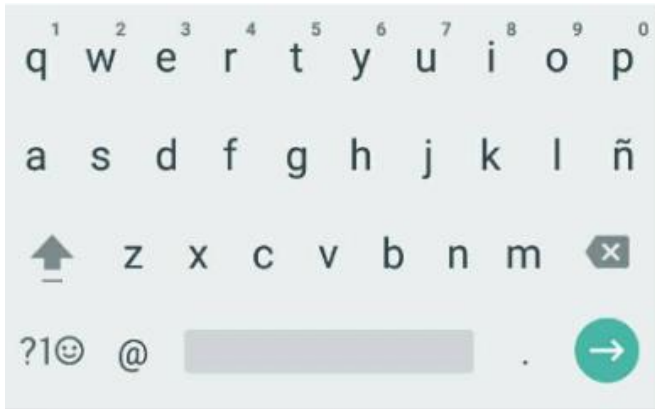 1 2 3 4 5 6 7 8 9 0
q w e r t y u i o p
a s d f g h j k l ñ
z x c v b n m
?1☺ @ .